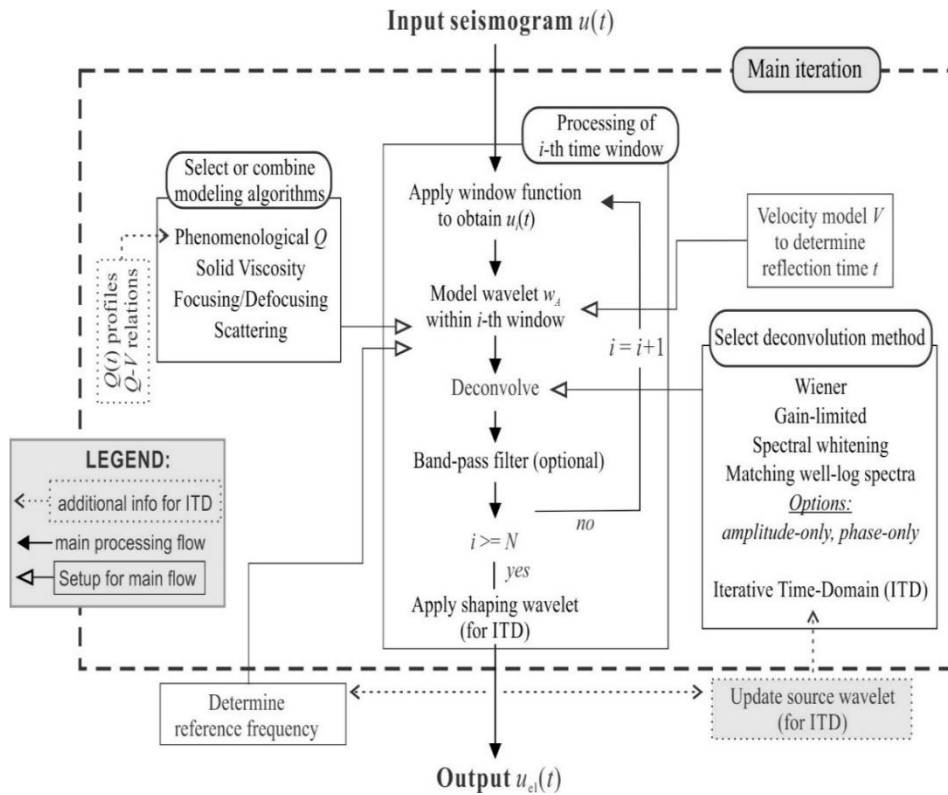 Input seismogram u(t)
Main iteration
Processing of
i-th time window
Select or combine
modeling algorithms
Phenomenological Q
Solid Viscosity
Focusing/Defocusing
Scattering
Q(t) profiles
Q-V relations
Apply window function
to obtain uᵢ(t)
Model wavelet w_A
within i-th window
Deconvolve
Band-pass filter (optional)
i >= N
no
yes
i = i+1
Apply shaping wavelet
(for ITD)
Velocity model V
to determine
reflection time t
Select deconvolution method
Wiener
Gain-limited
Spectral whitening
Matching well-log spectra
Options:
amplitude-only, phase-only
Iterative Time-Domain (ITD)
LEGEND:
additional info for ITD
main processing flow
Setup for main flow
Determine
reference frequency
Update source wavelet
(for ITD)
Output u_el(t)